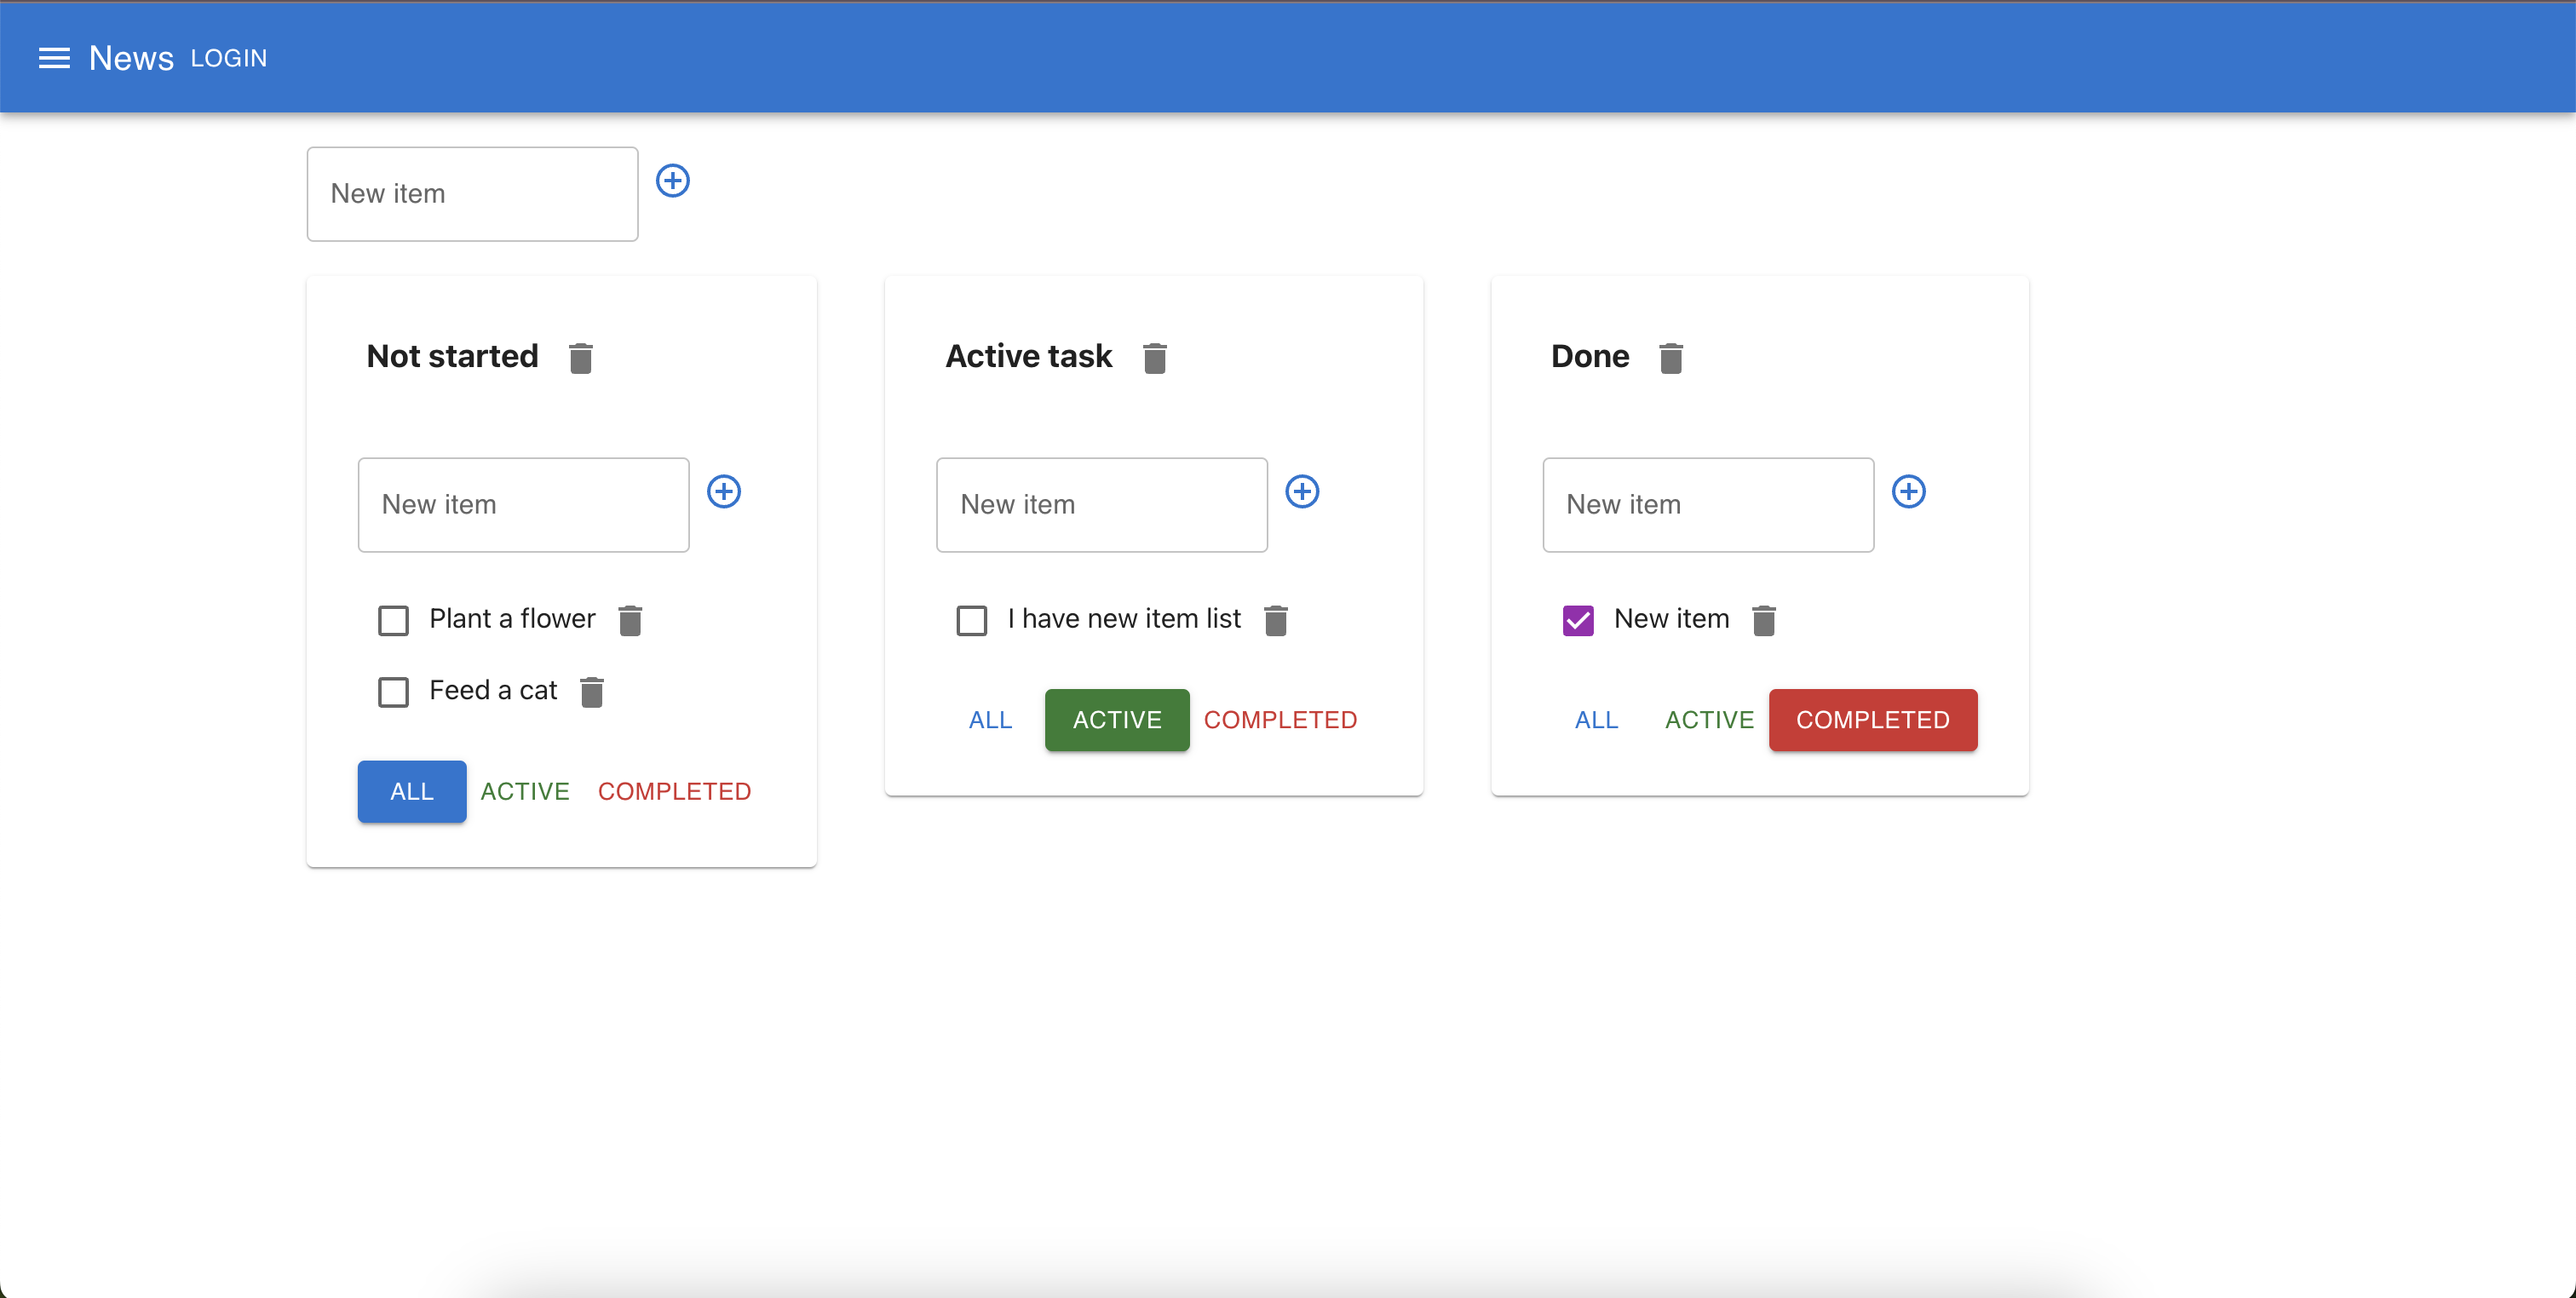 News LOGIN
New item
Not started
New item
Plant a flower
Feed a cat
ALL ACTIVE COMPLETED
Active task
New item
I have new item list
ALL ACTIVE COMPLETED
Done
New item
New item
ALL ACTIVE COMPLETED